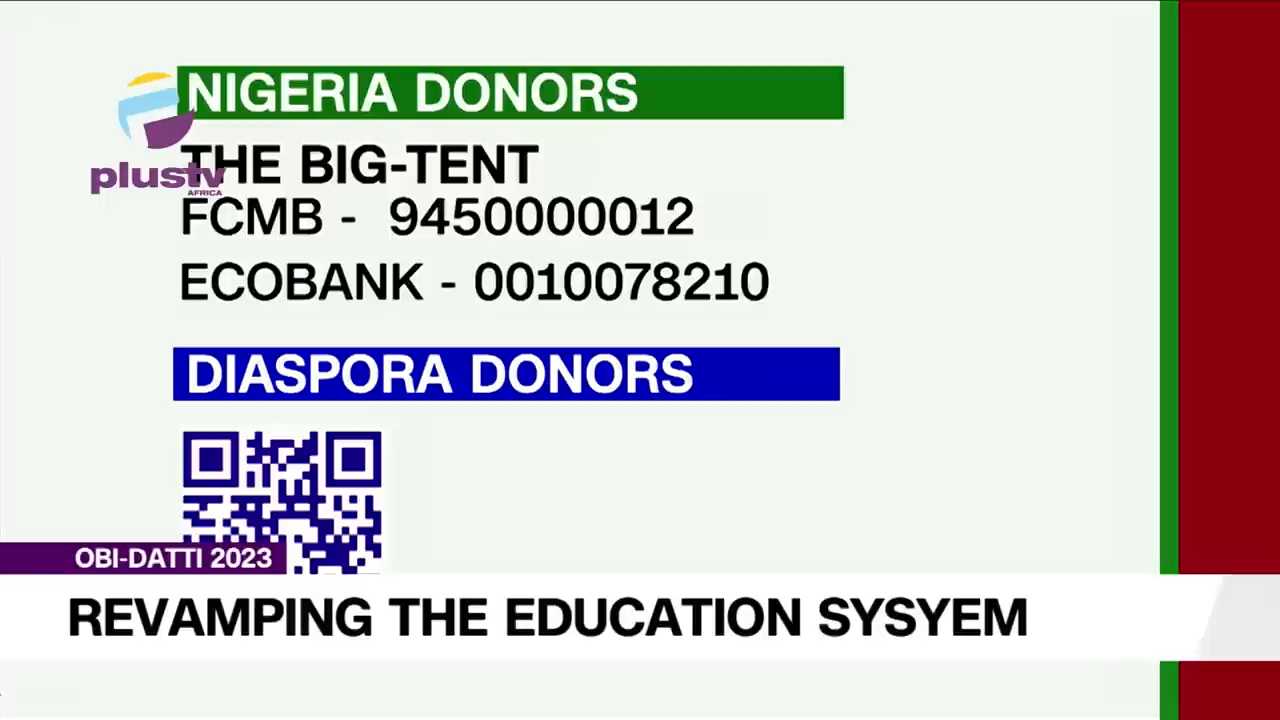 NIGERIA DONORS
plustv
AFRICA
THE BIG-TENT
FCMB - 9450000012
ECOBANK - 0010078210
DIASPORA DONORS
OBI-DATTI 2023
REVAMPING THE EDUCATION SYSYEM